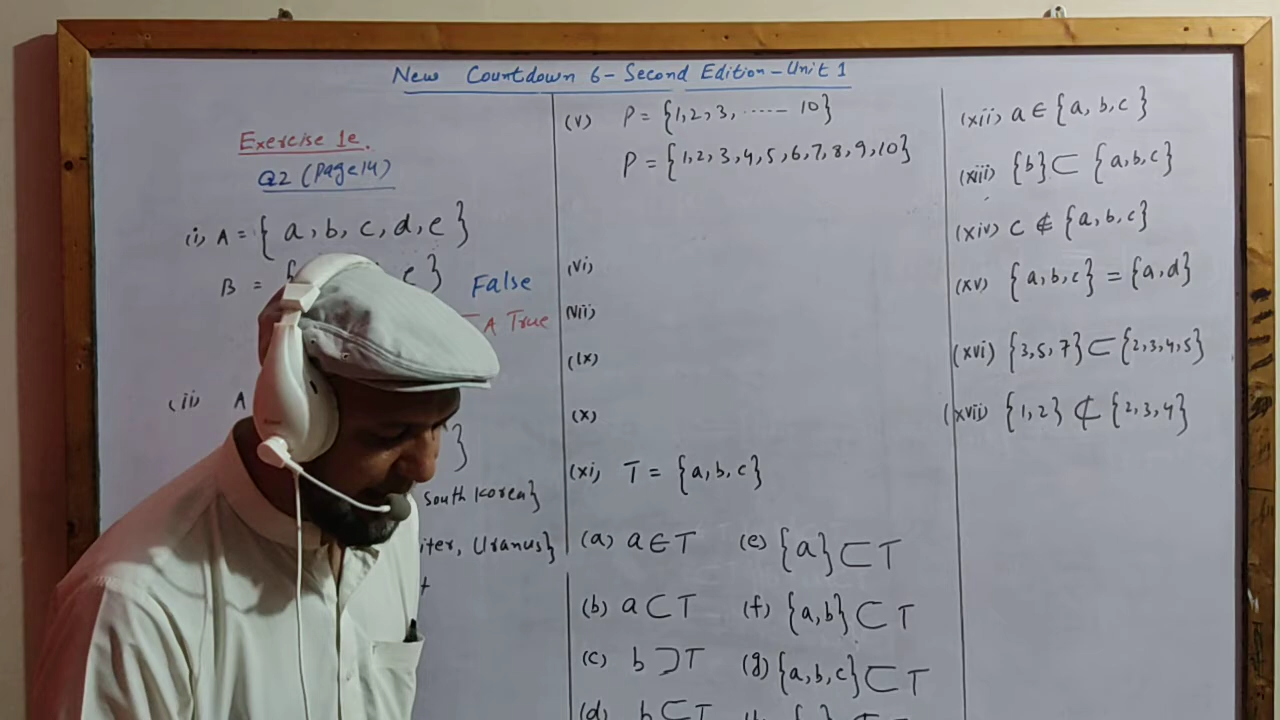 New Countdown 6 - Second Edition - Unit 1
Exercise 1e.
Q2 (Page 14)
(i) A = { a, b, c, d, e }
B = { e } False
A True
(ii) A
}
South Korea}
Uranus}
(v) P = {1, 2, 3, ...... 10}
P = {1, 2, 3, 4, 5, 6, 7, 8, 9, 10}
(vi)
(vii)
(ix)
(x)
(xi) T = {a, b, c}
(a) a ∈ T (e) {a} ⊂ T
(b) a ⊂ T (f) {a, b} ⊂ T
(c) b ⊃ T (g) {a, b, c} ⊂ T
(d) b ⊂ T
(xii) a ∈ {a, b, c}
(xiii) {b} ⊂ {a, b, c}
(xiv) c ∉ {a, b, c}
(xv) {a, b, c} = {a, d}
(xvi) {3, 5, 7} ⊂ {2, 3, 4, 5}
(xvii) {1, 2} ⊄ {2, 3, 4}